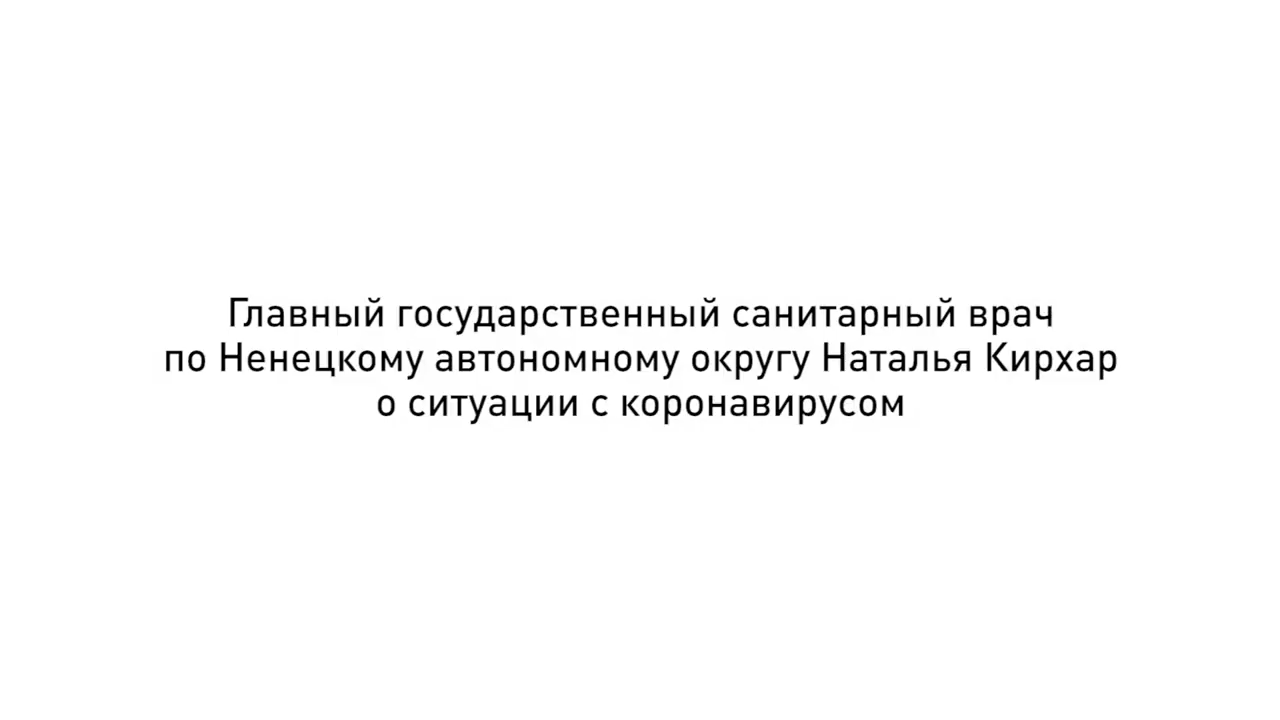 Главный государственный санитарный врач
по Ненецкому автономному округу Наталья Кирхар
о ситуации с коронавирусом